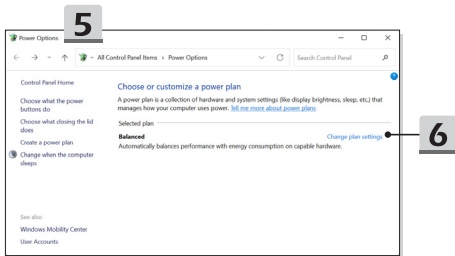 5
Power Options
All Control Panel Items
Power Options
Search Control Panel
Control Panel Home
Choose what the power
buttons do
Choose what closing the lid
does
Create a power plan
Change when the computer
sleeps
See also
Windows Mobility Center
User Accounts
Choose or customize a power plan
A power plan is a collection of hardware and system settings (like display brightness, sleep, etc.) that
manages how your computer uses power. Tell me more about power plans
Selected plan
Balanced
Change plan settings
Automatically balances performance with energy consumption on capable hardware.
6